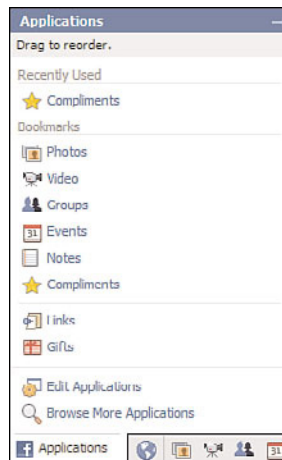 Applications
Drag to reorder.
Recently Used
Compliments
Bookmarks
Photos
Video
Groups
31 Events
Notes
Compliments
Links
Gifts
Edit Applications
Browse More Applications
Applications 31